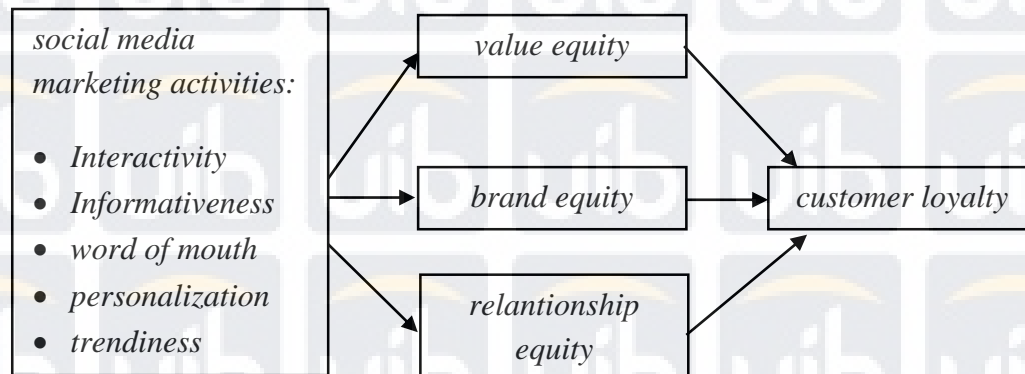 social media
marketing activities:
• Interactivity
• Informativeness
• word of mouth
• personalization
• trendiness
value equity
brand equity
relantionship
equity
customer loyalty